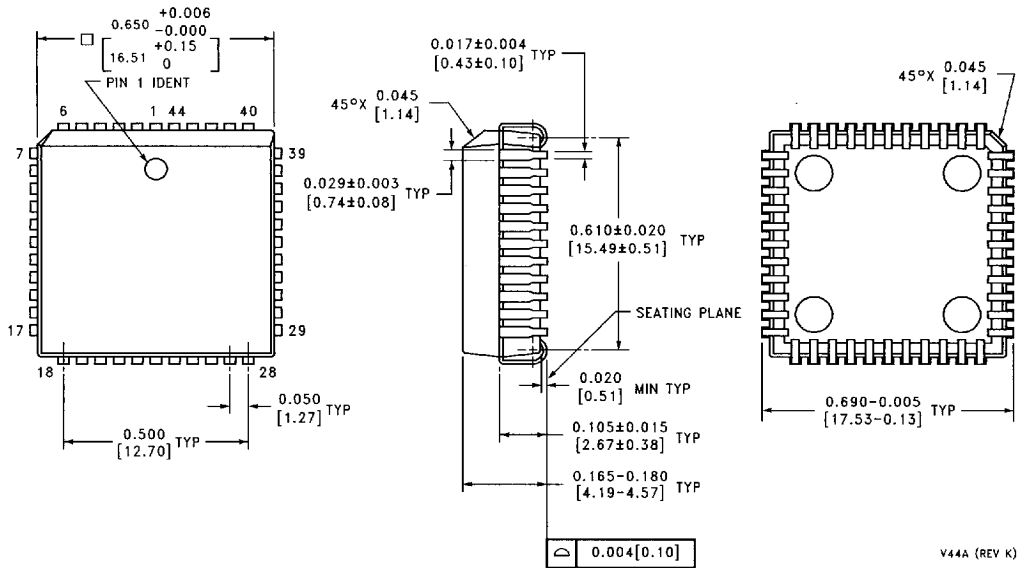 +0.006
0.650 -0.000
+0.15
16.51 0
PIN 1 IDENT
6 1 44 40
7 39
17 29
18 28
0.050
[1.27] TYP
0.500
[12.70] TYP
0.017±0.004
[0.43±0.10] TYP
45°X 0.045
[1.14]
0.029±0.003
[0.74±0.08] TYP
0.610±0.020
[15.49±0.51] TYP
SEATING PLANE
0.020
[0.51] MIN TYP
0.105±0.015
[2.67±0.38] TYP
0.165-0.180
[4.19-4.57] TYP
0.004[0.10]
45°X 0.045
[1.14]
0.690-0.005
[17.53-0.13] TYP
V44A (REV K)